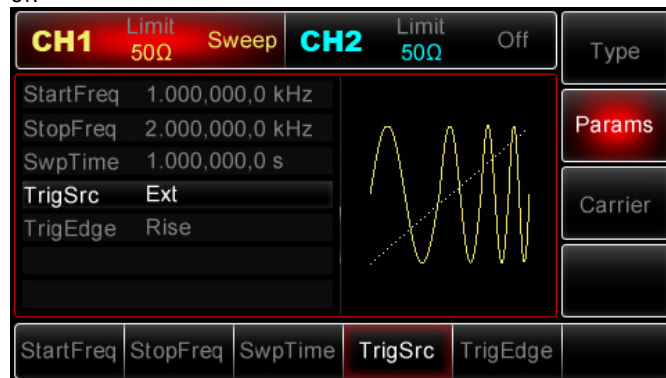 CH1 Limit 50Ω Sweep CH2 Limit 50Ω Off
Type
StartFreq 1.000,000,0 kHz
StopFreq 2.000,000,0 kHz
SwpTime 1.000,000,0 s
TrigSrc Ext
TrigEdge Rise
Params
Carrier
StartFreq StopFreq SwpTime TrigSrc TrigEdge